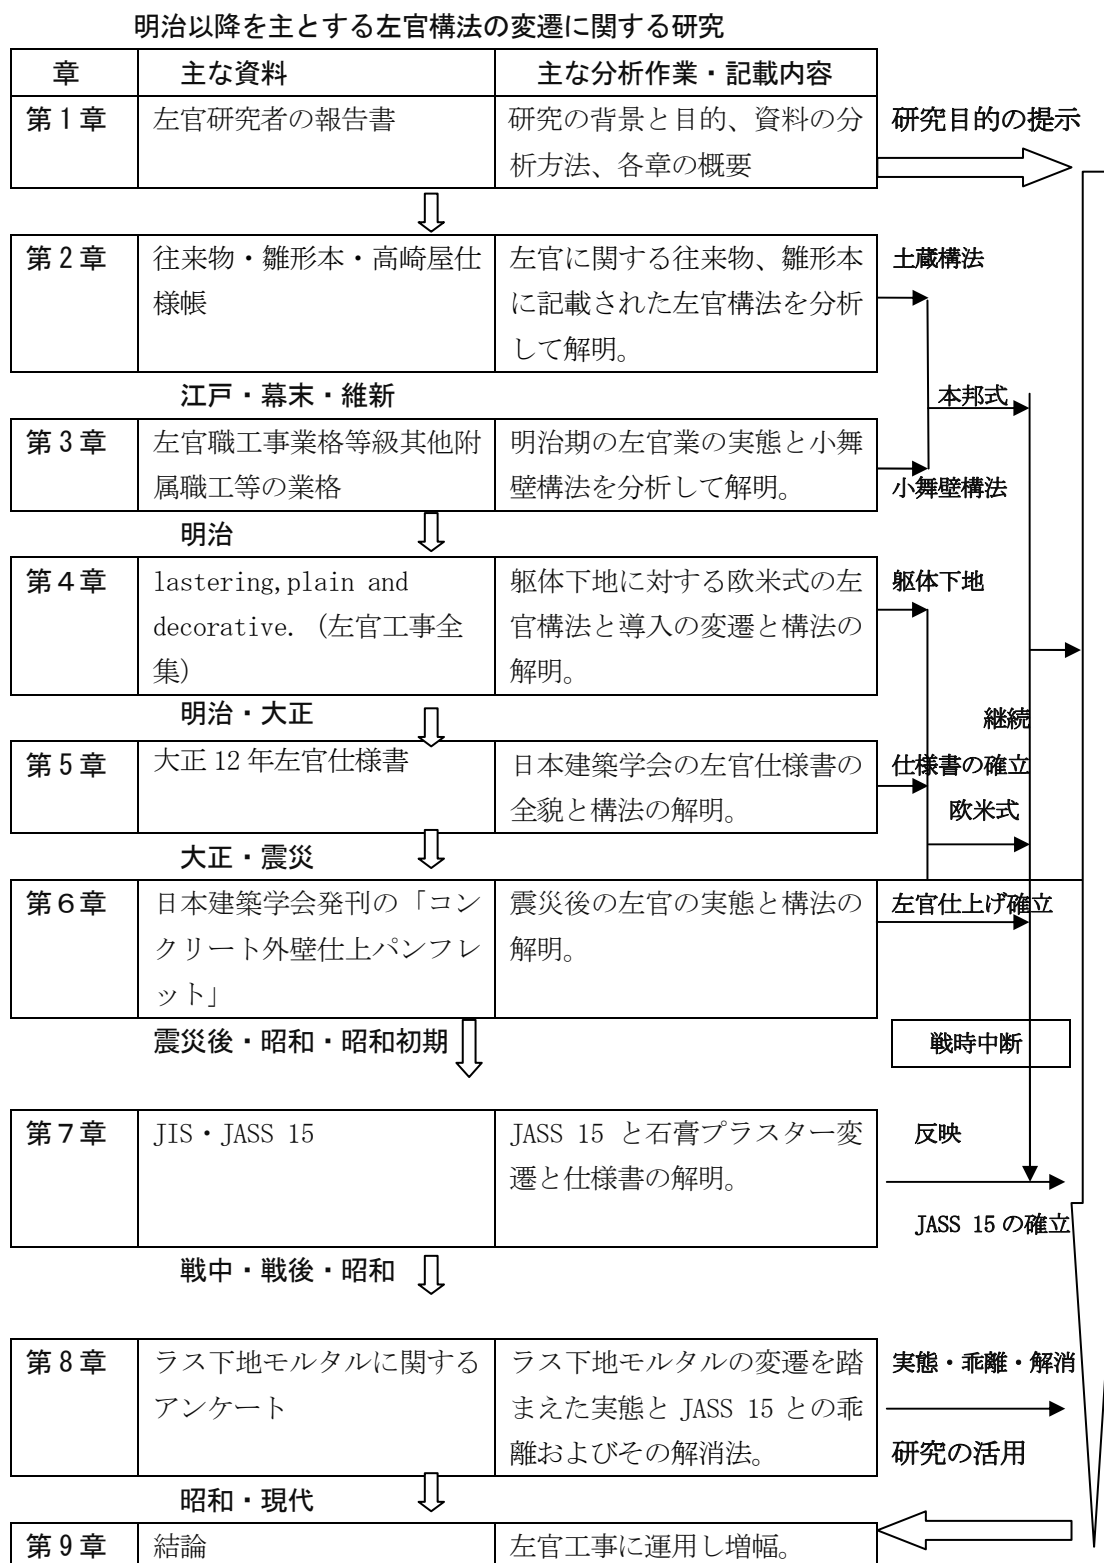 明治以降を主とする左官構法の変遷に関する研究
章 主な資料 主な分析作業・記載内容
第1章 左官研究者の報告書 研究の背景と目的、資料の分
析方法、各章の概要
研究目的の提示
第2章 往来物・雛形本・高崎屋仕
様帳
左官に関する往来物、雛形本
に記載された左官構法を分析
して解明。
土蔵構法
江戸・幕末・維新
本邦式
第3章 左官職工事業格等級其他附
属職工等の業格
明治期の左官業の実態と小舞
壁構法を分析して解明。
小舞壁構法
明治
第4章 lastering,plain and
decorative. (左官工事全
集)
躯体下地に対する欧米式の左
官構法と導入の変遷と構法の
解明。
躯体下地
明治・大正
継続
第5章 大正12年左官仕様書
日本建築学会の左官仕様書の
全貌と構法の解明。
仕様書の確立
欧米式
大正・震災
第6章 日本建築学会発刊の「コン
クリート外壁仕上パンフレ
ット」
震災後の左官の実態と構法の
解明。
左官仕上げ確立
震災後・昭和・昭和初期
戦時中断
第7章 JIS・JASS 15
JASS 15 と石膏プラスター変
遷と仕様書の解明。
反映
JASS 15の確立
戦中・戦後・昭和
第8章 ラス下地モルタルに関する
アンケート
ラス下地モルタルの変遷を踏
まえた実態と JASS 15 との乖
離およびその解消法。
実態・乖離・解消
研究の活用
昭和・現代
第9章 結論 左官工事に運用し増幅。